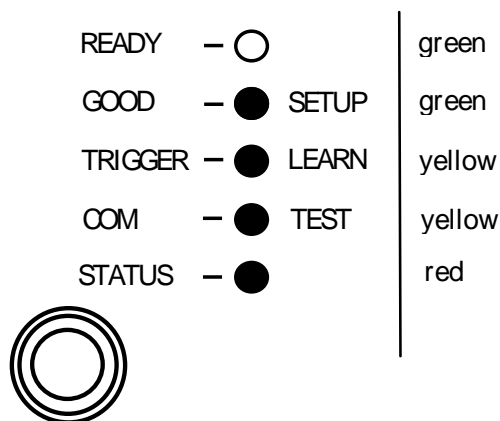 READY green
GOOD SETUP green
TRIGGER LEARN yellow
COM TEST yellow
STATUS red